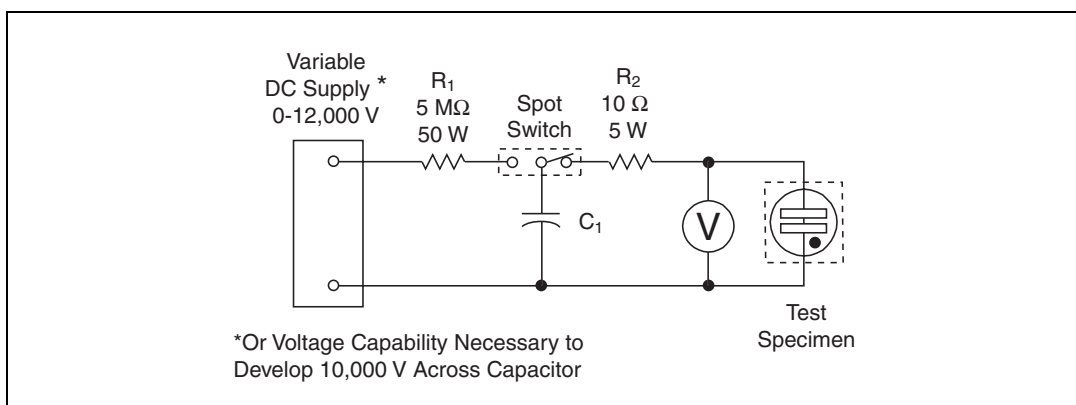 Variable
DC Supply *
0-12,000 V
R1
5 MΩ
50 W
Spot
Switch
R2
10 Ω
5 W
C1
V
Test
Specimen
*Or Voltage Capability Necessary to
Develop 10,000 V Across Capacitor